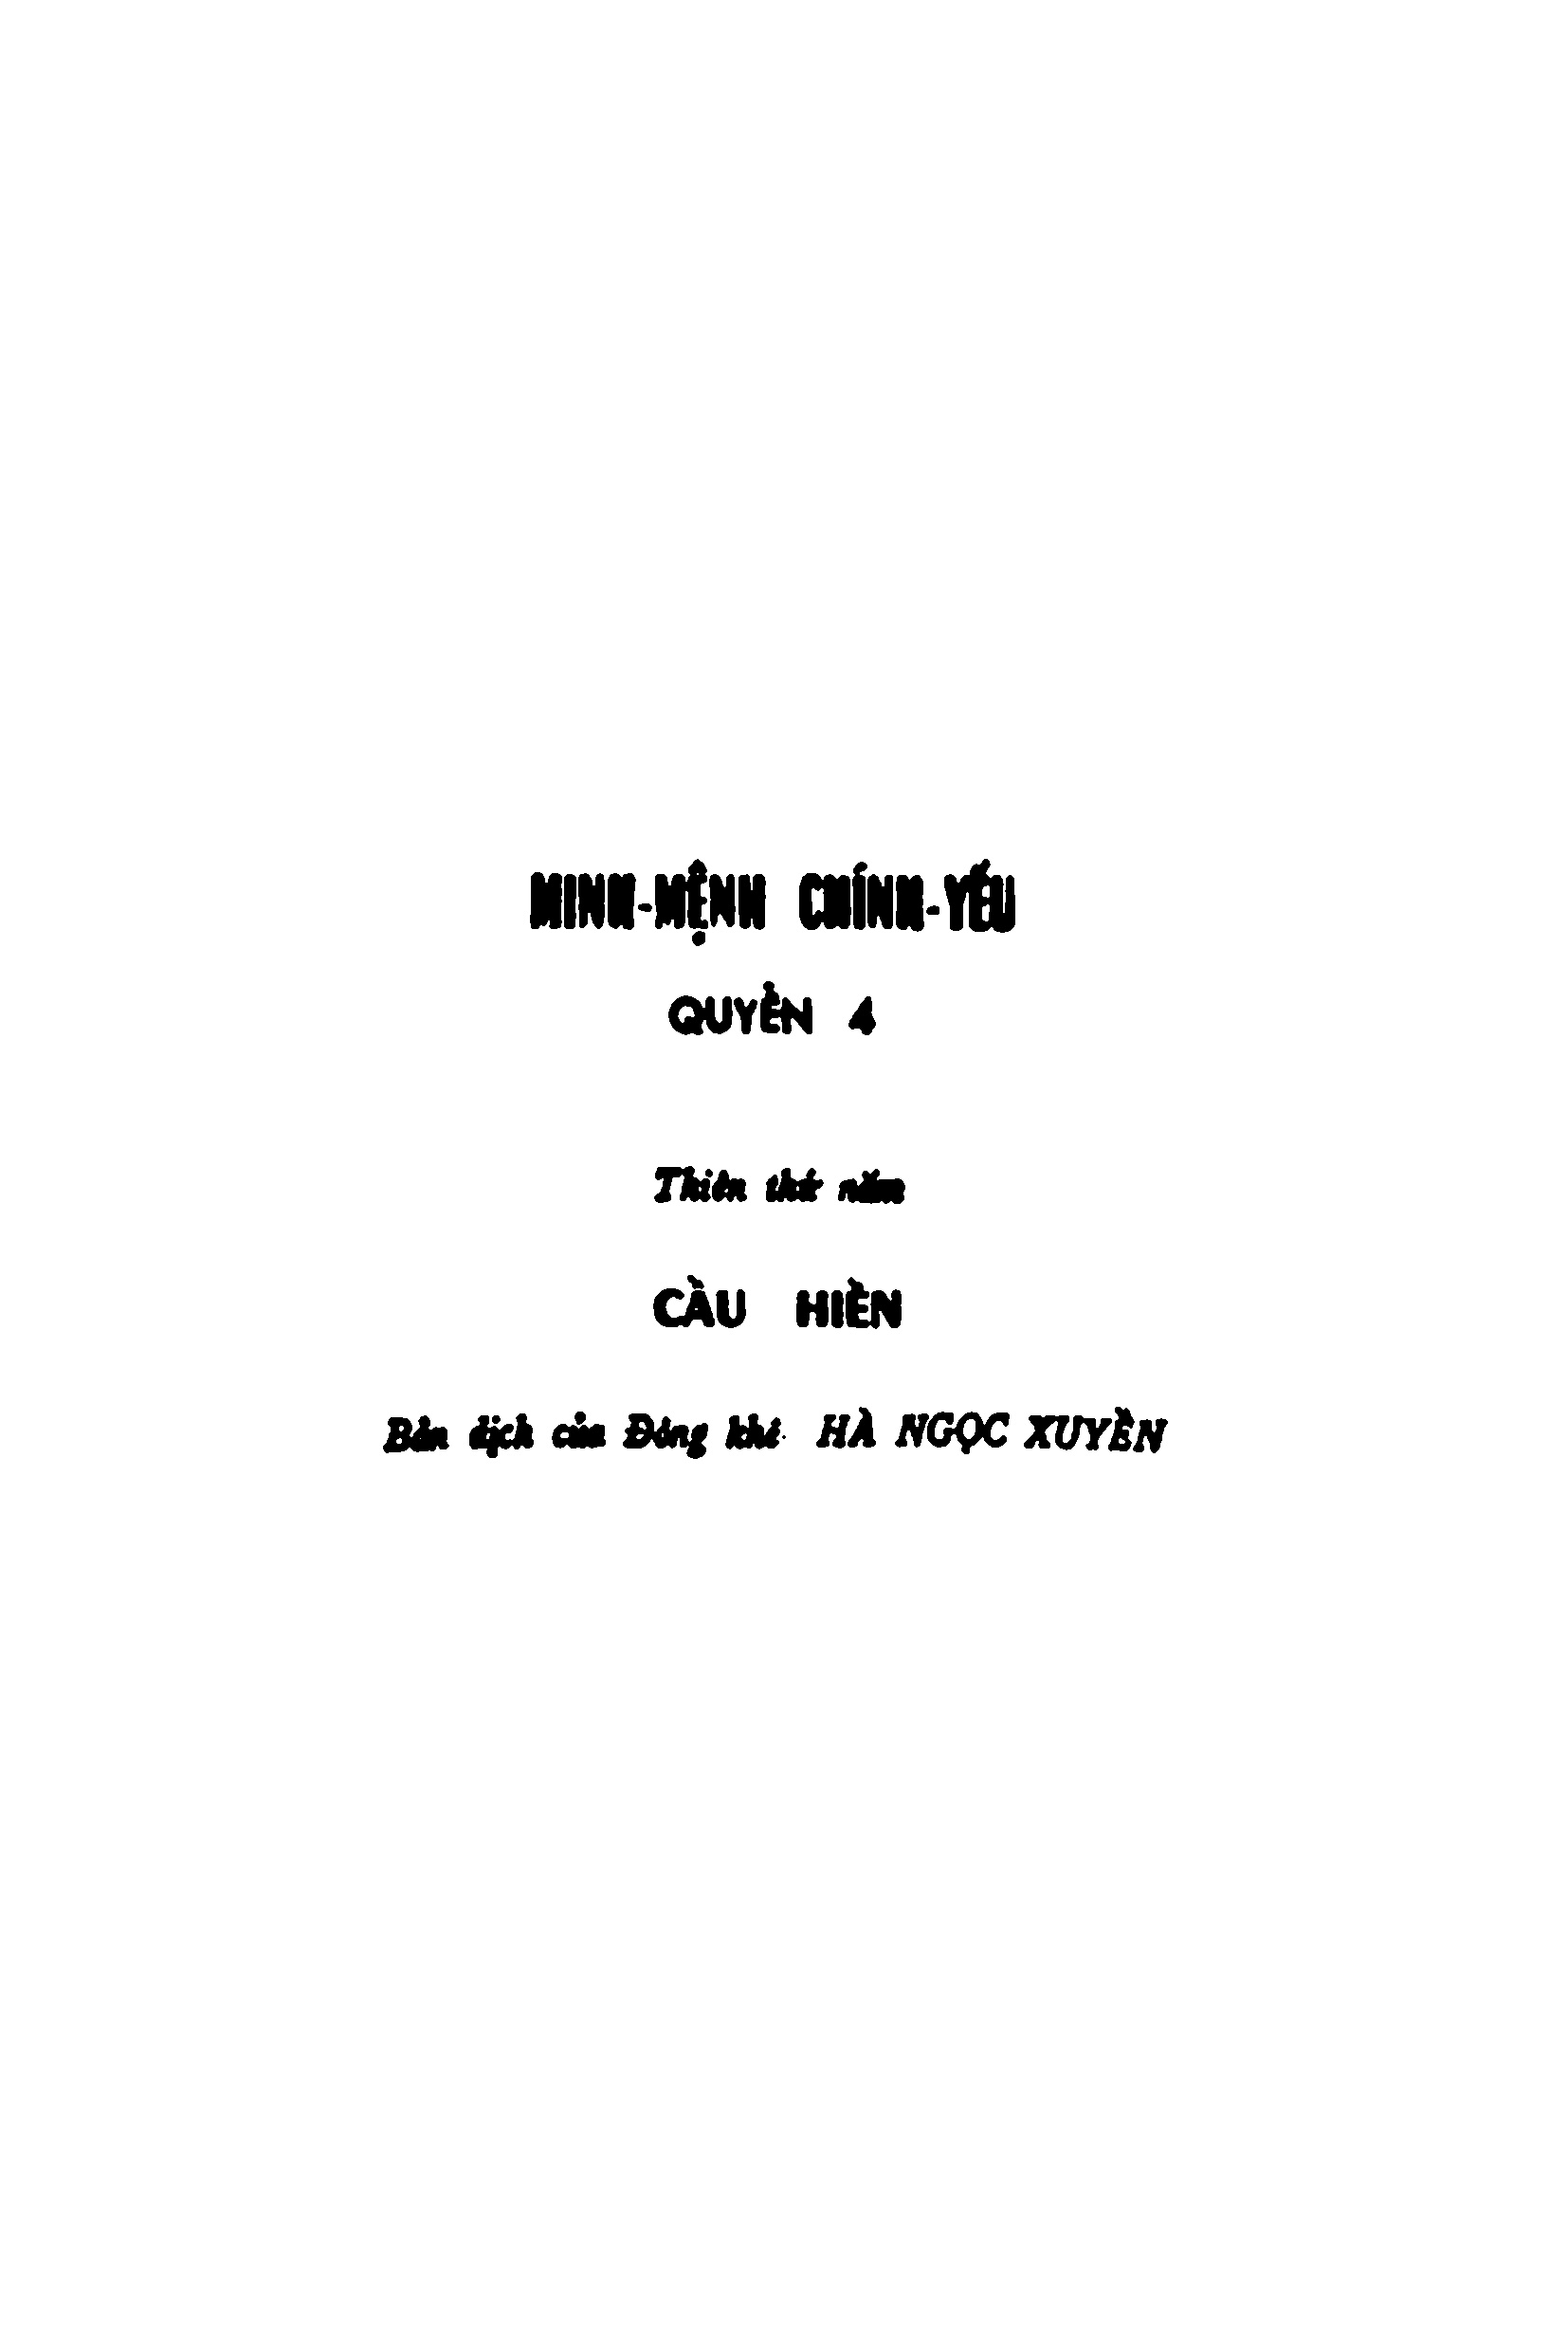 MINH-MỆNH CHÍNH-YẾU
QUYỂN 4
Thiên thứ năm
CẦU HIỀN
Bản dịch của Đông khê HÀ NGỌC XUYỀN